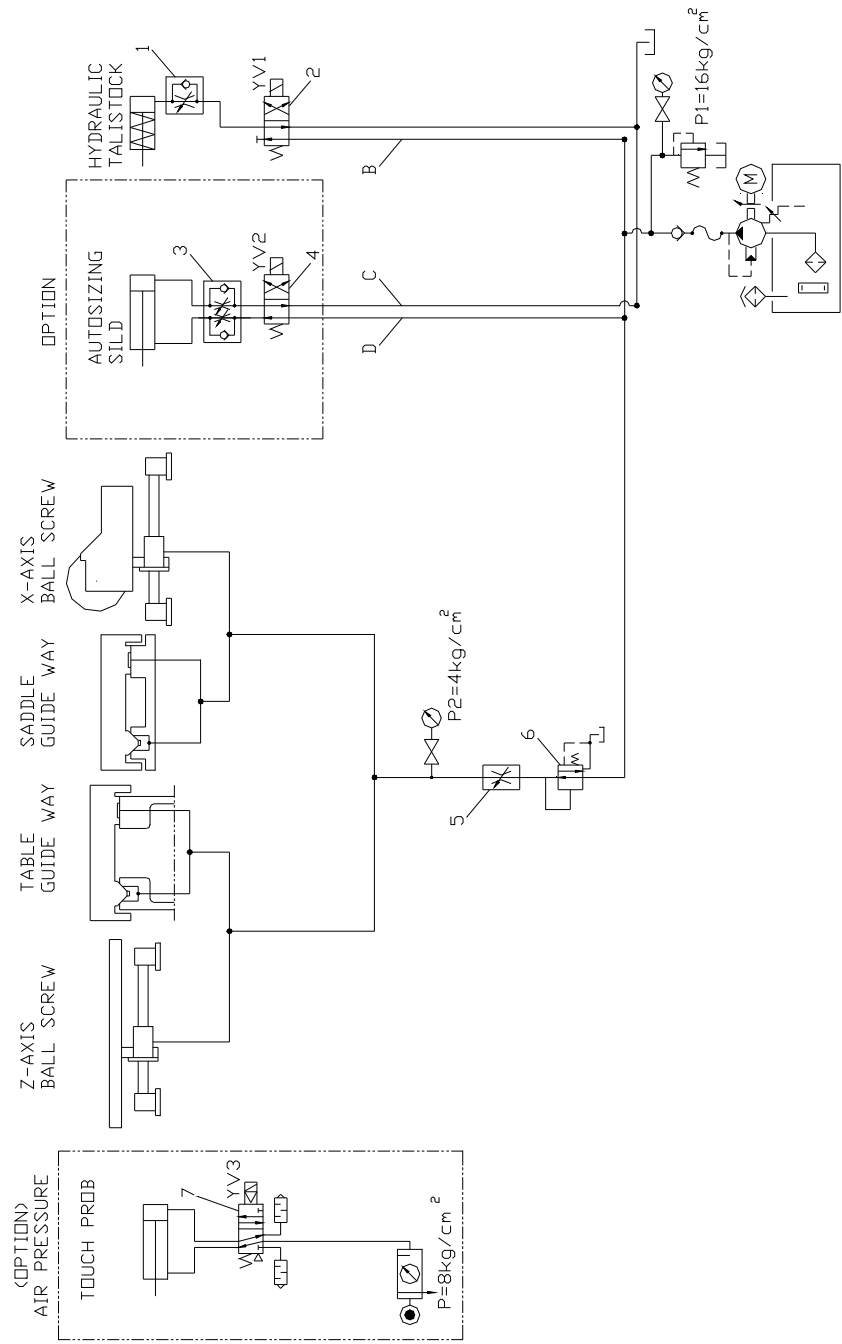 (OPTION)
AIR PRESSURE
TOUCH PROB
7
YV3
P=8kg/cm²
Z-AXIS
BALL SCREW
TABLE
GUIDE WAY
SADDLE
GUIDE WAY
X-AXIS
BALL SCREW
5
6
P2=4kg/cm²
OPTION
AUTOSIZING
SILD
3
YV2
4
D
C
HYDRAULIC
TALISTOCK
1
YV1
2
B
P1=16kg/cm²
M